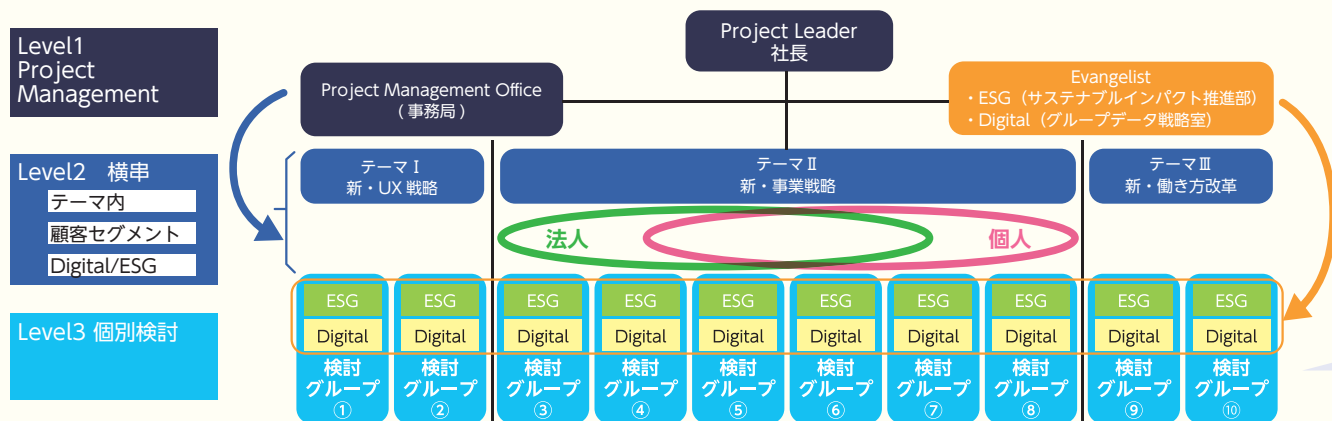 Level1
Project
Management
Project Leader
社長
Project Management Office
(事務局)
Evangelist
・ESG(サステナブルインパクト推進部)
・Digital(グループデータ戦略室)
Level2 横串
テーマ内
顧客セグメント
Digital/ESG
テーマⅠ
新・UX 戦略
テーマⅡ
新・事業戦略
テーマⅢ
新・働き方改革
法人
個人
Level3 個別検討
ESG
Digital
検討
グループ
①
ESG
Digital
検討
グループ
②
ESG
Digital
検討
グループ
③
ESG
Digital
検討
グループ
④
ESG
Digital
検討
グループ
⑤
ESG
Digital
検討
グループ
⑥
ESG
Digital
検討
グループ
⑦
ESG
Digital
検討
グループ
⑧
ESG
Digital
検討
グループ
⑨
ESG
Digital
検討
グループ
⑩